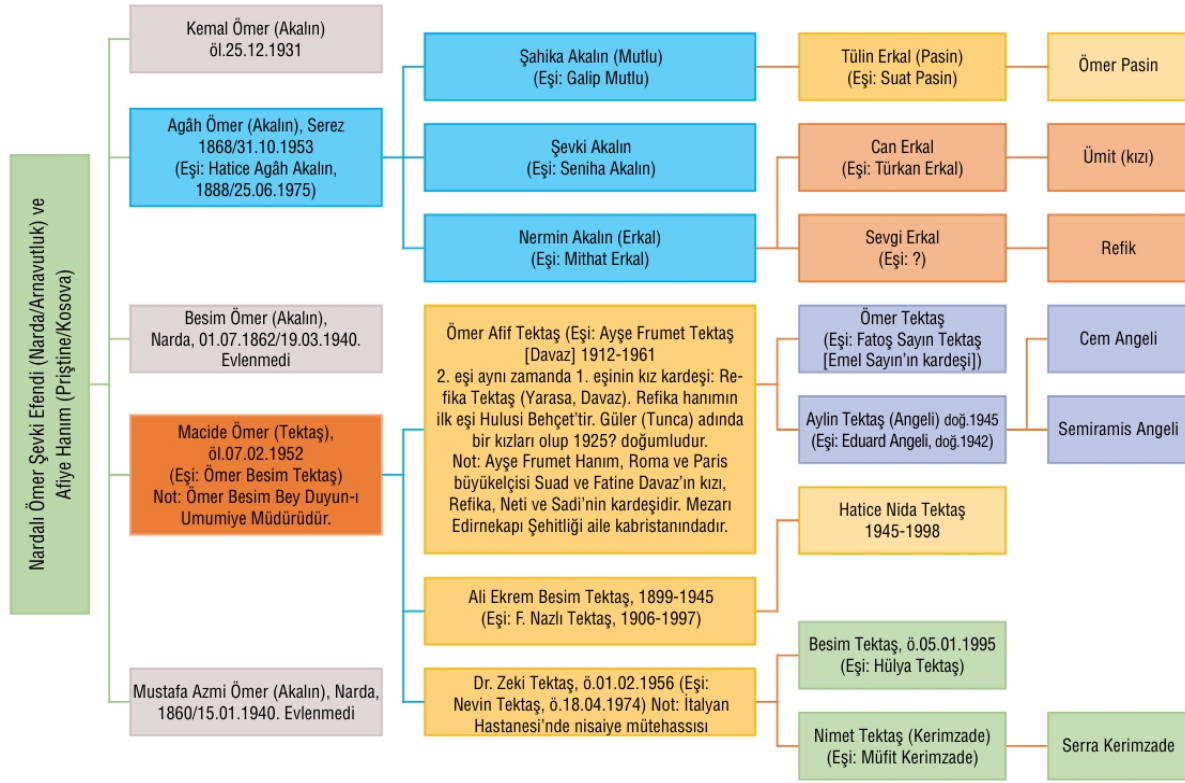 Nardalı Ömer Şevki Efendi (Narda/Arnavutluk) ve
Afiye Hanım (Priştine/Kosova)
Kemal Ömer (Akalın)
öl.25.12.1931
Agâh Ömer (Akalın), Serez
1868/31.10.1953
(Eşi: Hatice Agâh Akalın,
1888/25.06.1975)
Besim Ömer (Akalın),
Narda, 01.07.1862/19.03.1940.
Evlenmedi
Macide Ömer (Tektaş),
öl.07.02.1952
(Eşi: Ömer Besim Tektaş)
Not: Ömer Besim Bey Duyun-ı
Umumiye Müdürüdür.
Mustafa Azmi Ömer (Akalın), Narda,
1860/15.01.1940. Evlenmedi
Şahika Akalın (Mutlu)
(Eşi: Galip Mutlu)
Şevki Akalın
(Eşi: Seniha Akalın)
Nermin Akalın (Erkal)
(Eşi: Mithat Erkal)
Ömer Afif Tektaş (Eşi: Ayşe Frumet Tektaş
[Davaz] 1912-1961
2. eşi aynı zamanda 1. eşinin kız kardeşi: Re-
fika Tektaş (Yarasa, Davaz). Refika hanımın
ilk eşi Hulusi Behçet'tir. Güler (Tunca) adında
bir kızları olup 1925? doğumludur.
Not: Ayşe Frumet Hanım, Roma ve Paris
büyükelçisi Suad ve Fatine Davaz'ın kızı,
Refika, Neti ve Sadi'nin kardeşidir. Mezarı
Edirnekapı Şehitliği aile kabristanındadır.
Ali Ekrem Besim Tektaş, 1899-1945
(Eşi: F. Nazlı Tektaş, 1906-1997)
Dr. Zeki Tektaş, ö.01.02.1956 (Eşi:
Nevin Tektaş, ö.18.04.1974) Not: İtalyan
Hastanesi'nde nisaiye mütehassısı
Tülin Erkal (Pasin)
(Eşi: Suat Pasin)
Can Erkal
(Eşi: Türkan Erkal)
Sevgi Erkal
(Eşi: ?)
Ömer Tektaş
(Eşi: Fatoş Sayın Tektaş
[Emel Sayın'ın kardeşi])
Aylin Tektaş (Angeli) doğ.1945
(Eşi: Eduard Angeli, doğ.1942)
Hatice Nida Tektaş
1945-1998
Besim Tektaş, ö.05.01.1995
(Eşi: Hülya Tektaş)
Nimet Tektaş (Kerimzade)
(Eşi: Müfit Kerimzade)
Ömer Pasin
Ümit (kızı)
Refik
Cem Angeli
Semiramis Angeli
Serra Kerimzade